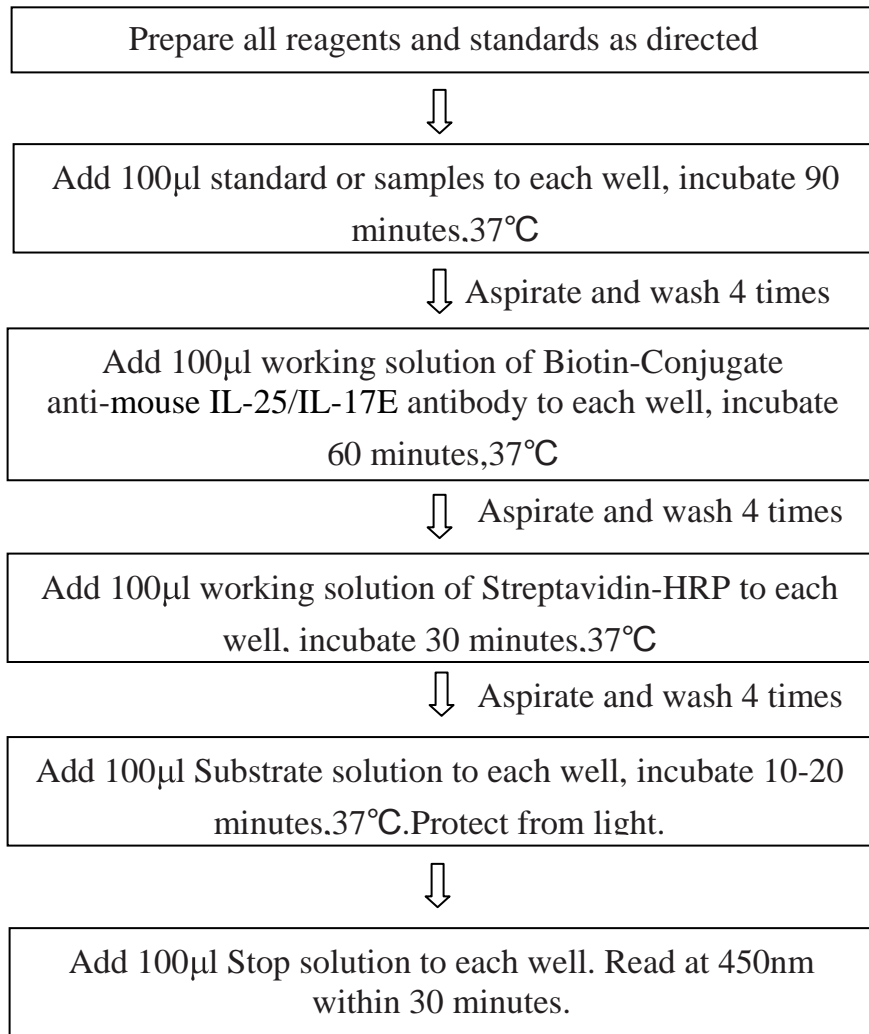 Prepare all reagents and standards as directed
Add 100μl standard or samples to each well, incubate 90
minutes,37℃
Aspirate and wash 4 times
Add 100μl working solution of Biotin-Conjugate
anti-mouse IL-25/IL-17E antibody to each well, incubate
60 minutes,37℃
Aspirate and wash 4 times
Add 100μl working solution of Streptavidin-HRP to each
well, incubate 30 minutes,37℃
Aspirate and wash 4 times
Add 100μl Substrate solution to each well, incubate 10-20
minutes,37℃.Protect from light.
Add 100μl Stop solution to each well. Read at 450nm
within 30 minutes.